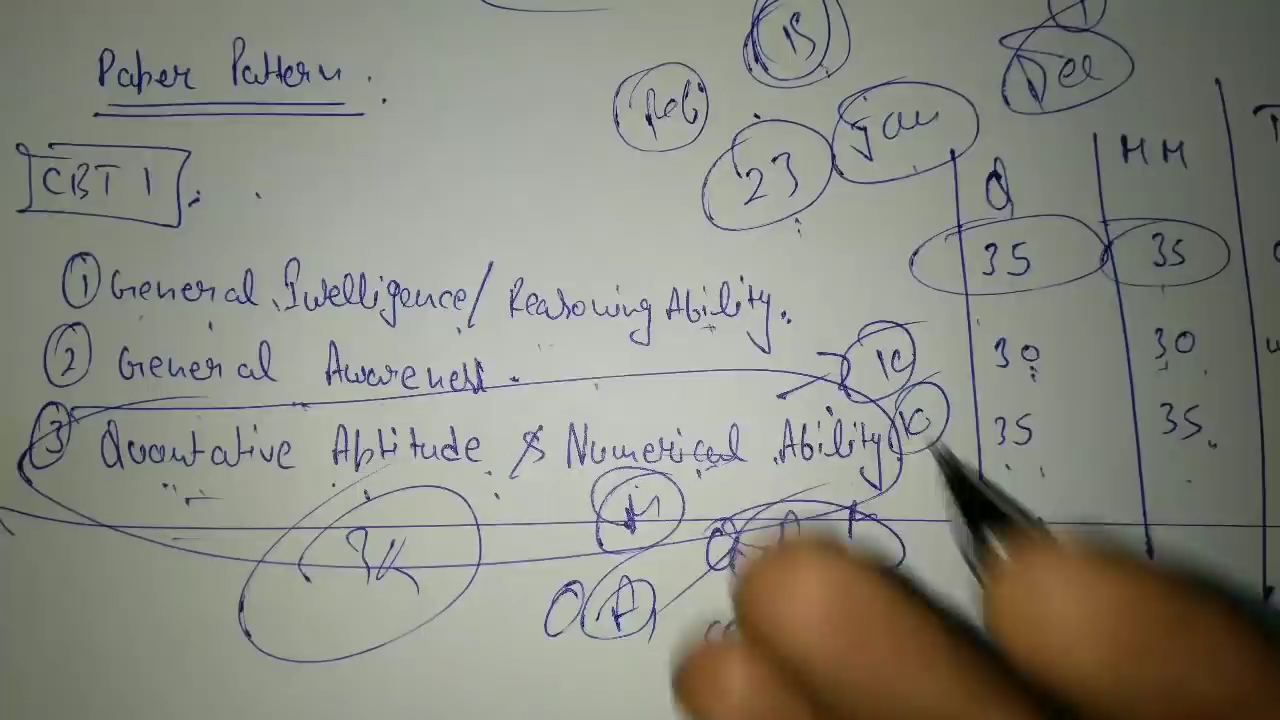 Paper Pattern.
15
Dec
Feb
Jan
23
CBT 1
Q
MM
① General Intelligence/ Reasoning Ability. 35 35
② General Awareness. 30 30
③ Quantative Aptitude & Numerical Ability 35 35.
10
10
3K
M
A